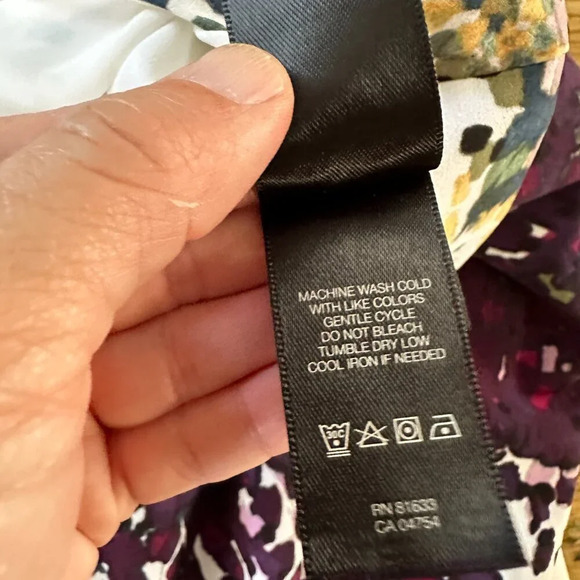 MACHINE WASH COLD
WITH LIKE COLORS
GENTLE CYCLE
DO NOT BLEACH
TUMBLE DRY LOW
COOL IRON IF NEEDED
30C
RN 81633
CA 04754